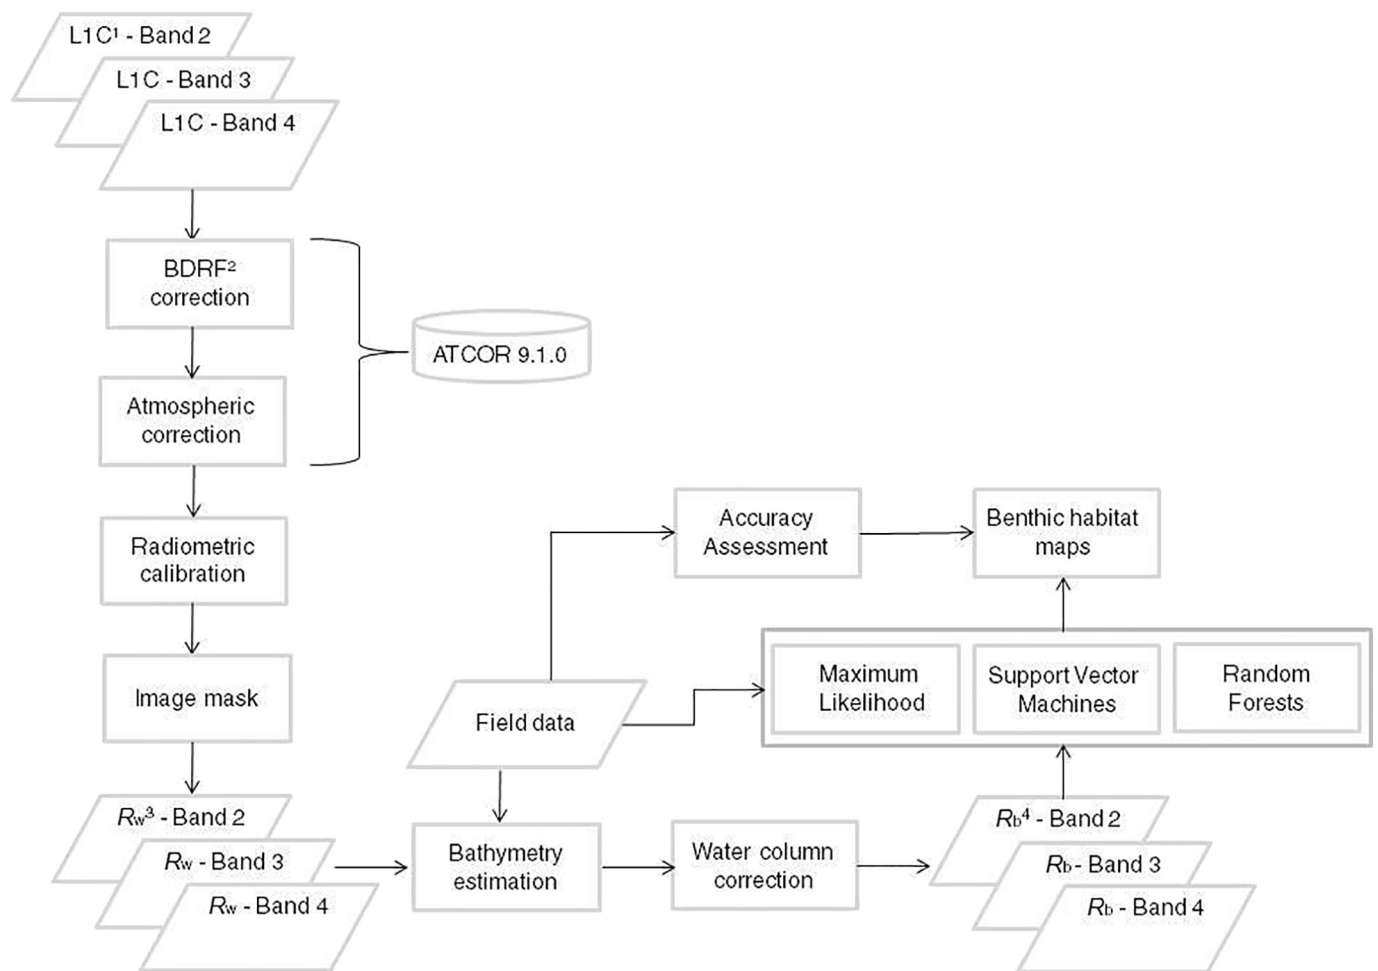 L1C¹ - Band 2
L1C - Band 3
L1C - Band 4
BDRF²
correction
ATCOR 9.1.0
Atmospheric
correction
Radiometric
calibration
Image mask
Rw³ - Band 2
Rw - Band 3
Rw - Band 4
Field data
Bathymetry
estimation
Water column
correction
Accuracy
Assessment
Benthic habitat
maps
Maximum
Likelihood
Support Vector
Machines
Random
Forests
Rb⁴ - Band 2
Rb - Band 3
Rb - Band 4